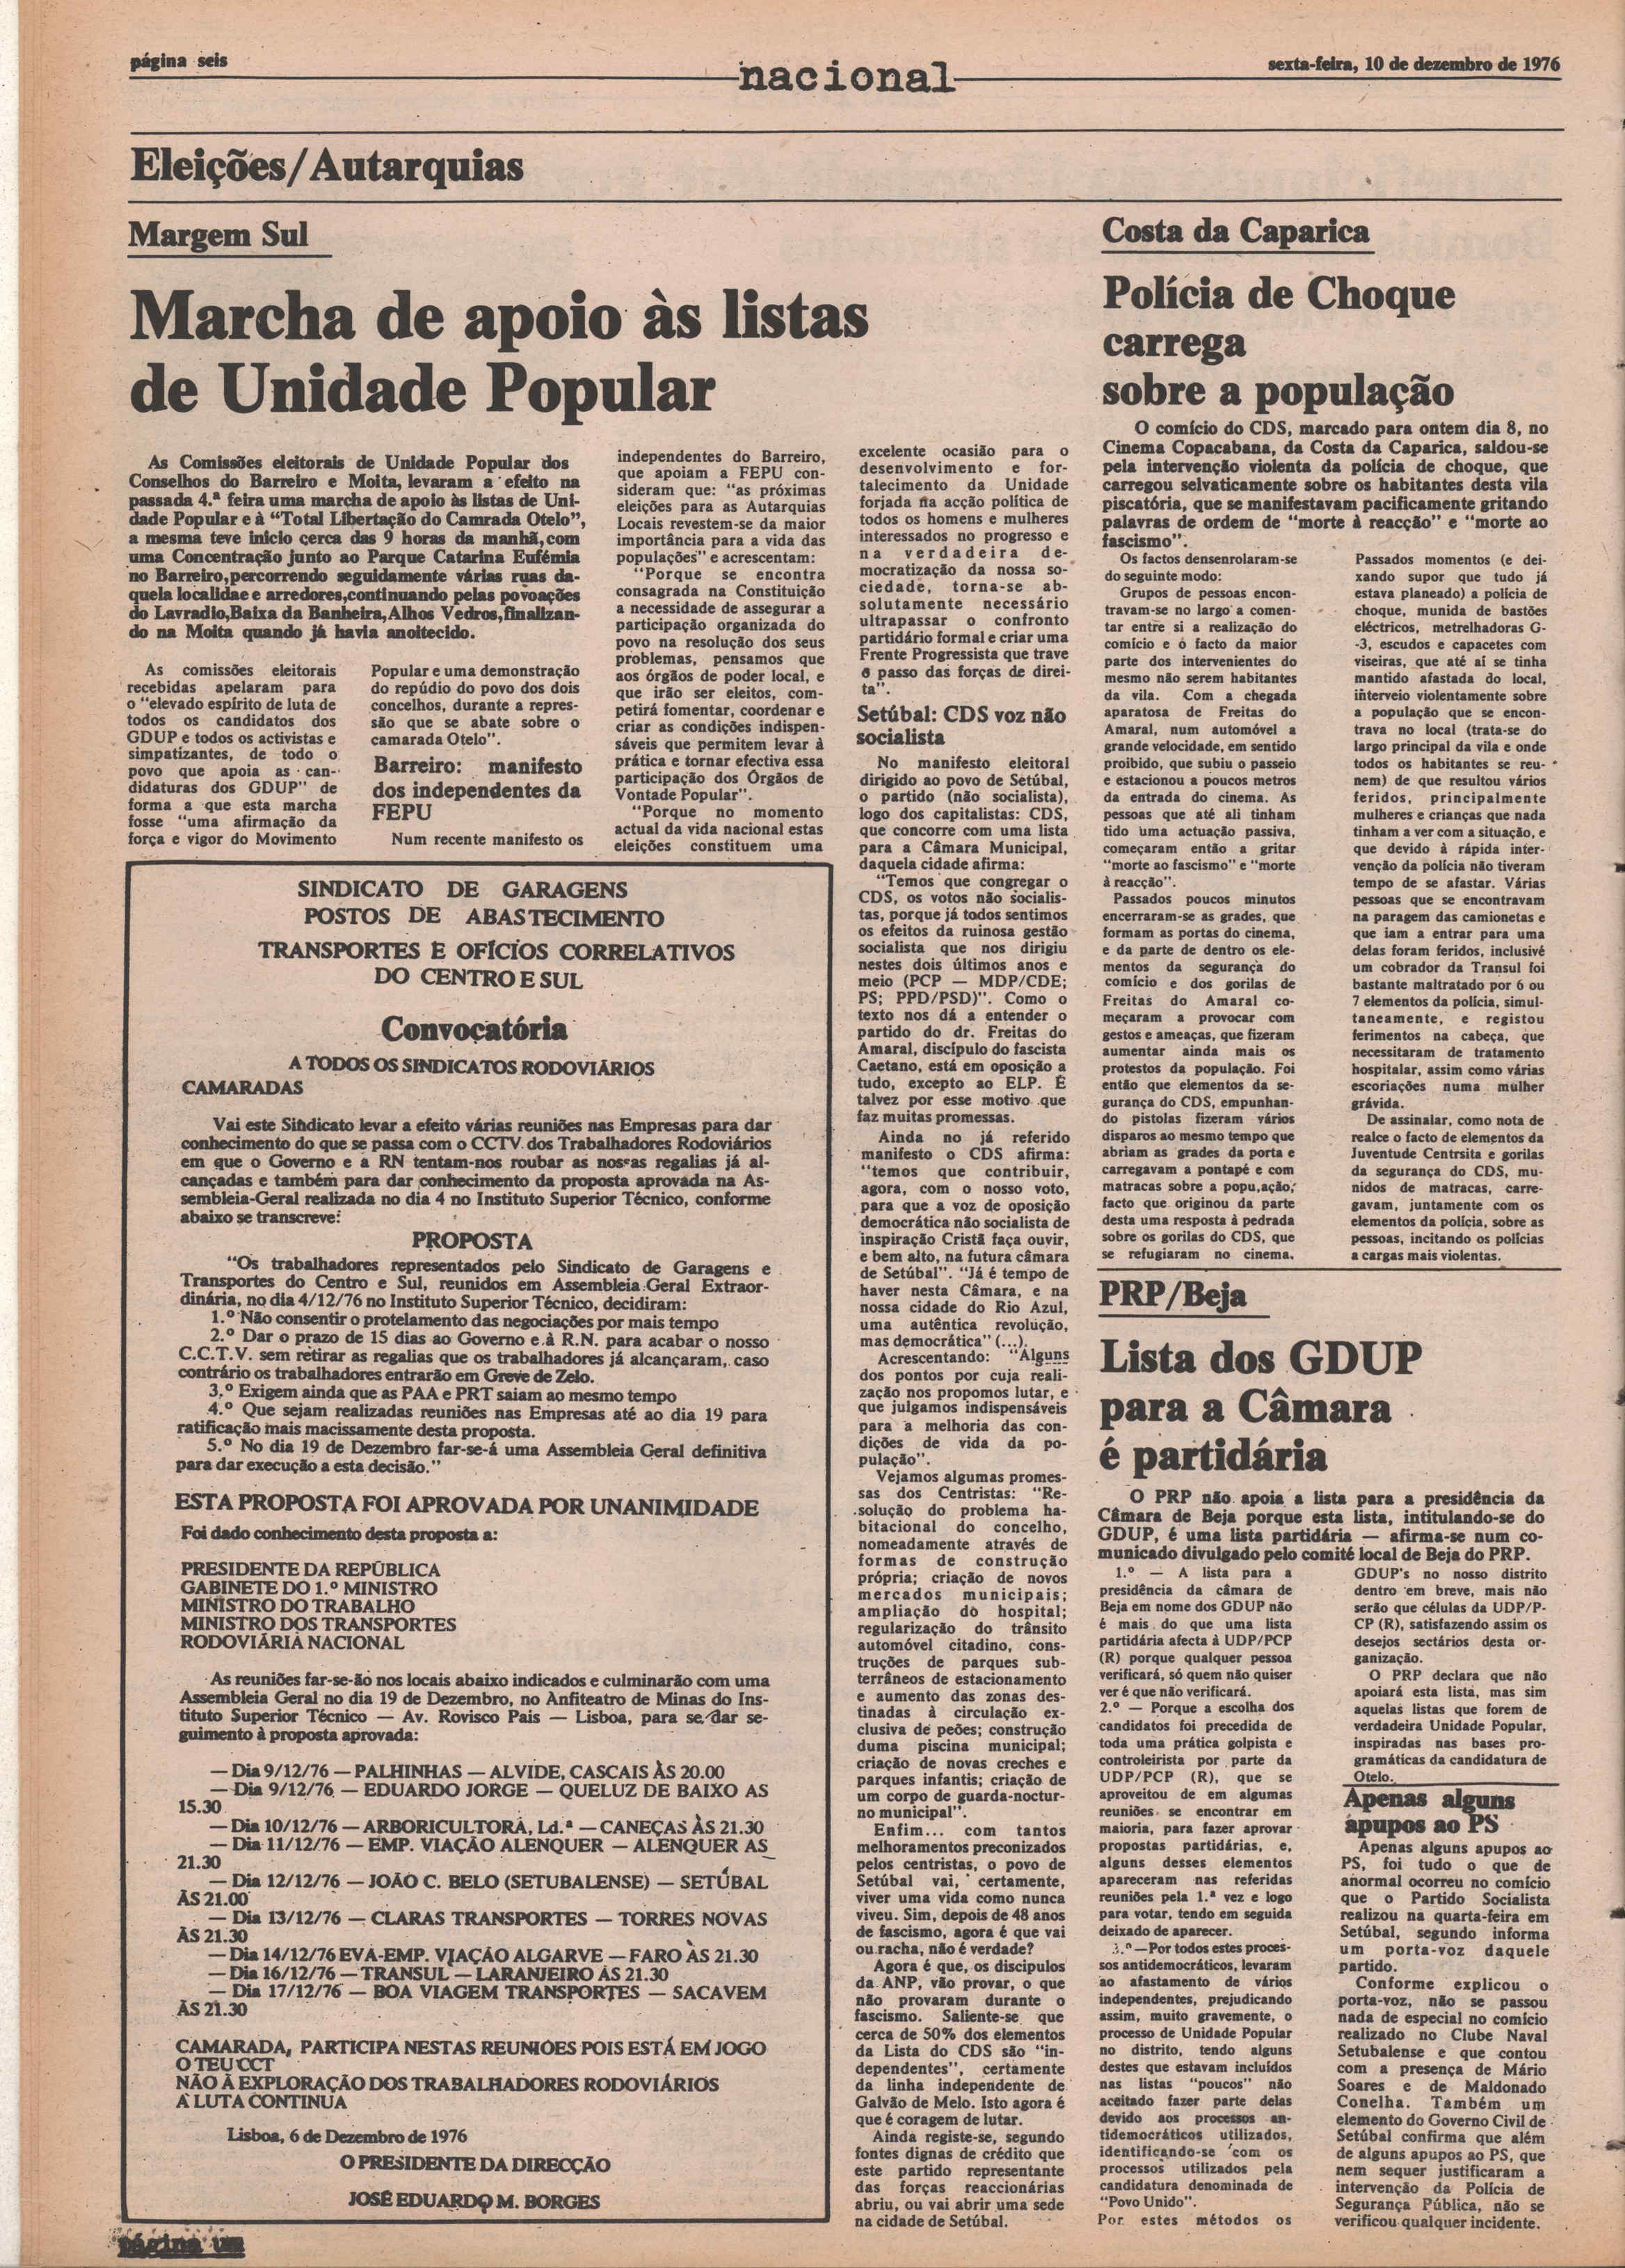 página seis
nacional
sexta-feira, 10 de dezembro de 1976
Eleições/Autarquias
Margem Sul
Marcha de apoio às listas
de Unidade Popular
As Comissões eleitorais de Unidade Popular dos
Conselhos do Barreiro e Moita, levaram a efeito na
passada 4.ª feira uma marcha de apoio às listas de Uni-
dade Popular e à "Total Libertação do Camrada Otelo",
a mesma teve inicio cerca das 9 horas da manhã, com
uma Concentração junto ao Parque Catarina Eufémia
no Barreiro, percorrendo seguidamente várias ruas da-
quela localidae e arredores, continuando pelas povoações
do Lavradio, Baixa da Banheira, Alhos Vedros, finalizan-
do na Moita quando já havia anoitecido.
As comissões eleitorais
recebidas apelaram para
o "elevado espírito de luta de
todos os candidatos dos
GDUP e todos os activistas e
simpatizantes, de todo o
povo que apoia as can-
didaturas dos GDUP" de
forma a que esta marcha
fosse "uma afirmação da
força e vigor do Movimento
Popular e uma demonstração
do repúdio do povo dos dois
concelhos, durante a repres-
são que se abate sobre o
camarada Otelo".
Barreiro: manifesto
dos independentes da
FEPU
Num recente manifesto os
independentes do Barreiro,
que apoiam a FEPU con-
sideram que: "as próximas
eleições para as Autarquias
Locais revestem-se da maior
importância para a vida das
populações" e acrescentam:
"Porque se encontra
consagrada na Constituição
a necessidade de assegurar a
participação organizada do
povo na resolução dos seus
problemas, pensamos que
aos órgãos de poder local, e
que irão ser eleitos, com-
petirá fomentar, coordenar e
criar as condições indispen-
sáveis que permitem levar à
prática e tornar efectiva essa
participação dos Órgãos de
Vontade Popular".
"Porque no momento
actual da vida nacional estas
eleições constituem uma
excelente ocasião para o
desenvolvimento e for-
talecimento da Unidade
forjada na acção política de
todos os homens e mulheres
interessados no progresso e
na verdadeira de-
mocratização da nossa so-
ciedade, torna-se ab-
solutamente necessário
ultrapassar o confronto
partidário formal e criar uma
Frente Progressista que trave
o passo das forças de direi-
ta".
Setúbal: CDS voz não
socialista
No manifesto eleitoral
dirigido ao povo de Setúbal,
o partido (não socialista),
logo dos capitalistas: CDS,
que concorre com uma lista
para a Câmara Municipal,
daquela cidade afirma:
"Temos que congregar o
CDS, os votos não socialis-
tas, porque já todos sentimos
os efeitos da ruinosa gestão
socialista que nos dirigiu
nestes dois últimos anos e
meio (PCP — MDP/CDE;
PS; PPD/PSD)". Como o
texto nos dá a entender o
partido do dr. Freitas do
Amaral, discípulo do fascista
Caetano, está em oposição a
tudo, excepto ao ELP. É
talvez por esse motivo que
faz muitas promessas.
Ainda no já referido
manifesto o CDS afirma:
"temos que contribuir,
agora, com o nosso voto,
para que a voz de oposição
democrática não socialista de
inspiração Cristã faça ouvir,
e bem alto, na futura câmara
de Setúbal". "Já é tempo de
haver nesta Câmara, e na
nossa cidade do Rio Azul,
uma autêntica revolução,
mas democrática" (...).
Acrescentando: "Alguns
dos pontos por cuja reali-
zação nos propomos lutar, e
que julgamos indispensáveis
para a melhoria das con-
dições de vida da po-
pulação".
Vejamos algumas promes-
sas dos Centristas: "Re-
solução do problema ha-
bitacional do concelho,
nomeadamente através de
formas de construção
própria; criação de novos
mercados municipais;
ampliação do hospital;
regularização do trânsito
automóvel citadino, cons-
truções de parques sub-
terrâneos de estacionamento
e aumento das zonas des-
tinadas à circulação ex-
clusiva de peões; construção
duma piscina municipal;
criação de novas creches e
parques infantis; criação de
um corpo de guarda-noctur-
no municipal".
Enfim... com tantos
melhoramentos preconizados
pelos centristas, o povo de
Setúbal vai, certamente,
viver uma vida como nunca
viveu. Sim, depois de 48 anos
de fascismo, agora é que vai
ou racha, não é verdade?
Agora é que, os discipulos
da ANP, vão provar, o que
não provaram durante o
fascismo. Saliente-se que
cerca de 50% dos elementos
da Lista do CDS são "in-
dependentes", certamente
da linha independente de
Galvão de Melo. Isto agora é
que é coragem de lutar.
Ainda registe-se, segundo
fontes dignas de crédito que
este partido representante
das forças reaccionárias
abriu, ou vai abrir uma sede
na cidade de Setúbal.
SINDICATO DE GARAGENS
POSTOS DE ABASTECIMENTO
TRANSPORTES E OFÍCIOS CORRELATIVOS
DO CENTRO E SUL
Convocatória
A TODOS OS SINDICATOS RODOVIÁRIOS
CAMARADAS
Vai este Sindicato levar a efeito várias reuniões nas Empresas para dar
conhecimento do que se passa com o CCTV dos Trabalhadores Rodoviários
em que o Governo e a RN tentam-nos roubar as nossas regalias já al-
cançadas e também para dar conhecimento da proposta aprovada na As-
sembleia-Geral realizada no dia 4 no Instituto Superior Técnico, conforme
abaixo se transcreve:
PROPOSTA
"Os trabalhadores representados pelo Sindicato de Garagens e
Transportes do Centro e Sul, reunidos em Assembleia Geral Extraor-
dinária, no dia 4/12/76 no Instituto Superior Técnico, decidiram:
1.º Não consentir o protelamento das negociações por mais tempo
2.º Dar o prazo de 15 dias ao Governo e à R.N. para acabar o nosso
C.C.T.V. sem retirar as regalias que os trabalhadores já alcançaram, caso
contrário os trabalhadores entrarão em Greve de Zelo.
3.º Exigem ainda que as PAA e PRT saiam ao mesmo tempo
4.º Que sejam realizadas reuniões nas Empresas até ao dia 19 para
ratificação mais macissamente desta proposta.
5.º No dia 19 de Dezembro far-se-á uma Assembleia Geral definitiva
para dar execução a esta decisão."
ESTA PROPOSTA FOI APROVADA POR UNANIMIDADE
Foi dado conhecimento desta proposta a:
PRESIDENTE DA REPÚBLICA
GABINETE DO 1.º MINISTRO
MINISTRO DO TRABALHO
MINISTRO DOS TRANSPORTES
RODOVIÁRIA NACIONAL
As reuniões far-se-ão nos locais abaixo indicados e culminarão com uma
Assembleia Geral no dia 19 de Dezembro, no Anfiteatro de Minas do Ins-
tituto Superior Técnico — Av. Rovisco Pais — Lisboa, para se dar se-
guimento à proposta aprovada:
— Dia 9/12/76 — PALHINHAS — ALVIDE, CASCAIS ÀS 20.00
— Dia 9/12/76 — EDUARDO JORGE — QUELUZ DE BAIXO AS
15.30
— Dia 10/12/76 — ARBORICULTORA, Ld.ª — CANEÇAS ÀS 21.30
— Dia 11/12/76 — EMP. VIAÇÃO ALENQUER — ALENQUER AS
21.30
— Dia 12/12/76 — JOÃO C. BELO (SETUBALENSE) — SETÚBAL
ÀS 21.00
— Dia 13/12/76 — CLARAS TRANSPORTES — TORRES NOVAS
ÀS 21.30
— Dia 14/12/76 EVA-EMP. VIAÇÃO ALGARVE — FARO ÀS 21.30
— Dia 16/12/76 — TRANSUL — LARANJEIRO ÀS 21.30
— Dia 17/12/76 — BOA VIAGEM TRANSPORTES — SACAVEM
ÀS 21.30
CAMARADA, PARTICIPA NESTAS REUNIÕES POIS ESTÁ EM JOGO
O TEU CCT
NÃO À EXPLORAÇÃO DOS TRABALHADORES RODOVIÁRIOS
A LUTA CONTINUA
Lisboa, 6 de Dezembro de 1976
O PRESIDENTE DA DIRECÇÃO
JOSÉ EDUARDO M. BORGES
Costa da Caparica
Polícia de Choque
carrega
sobre a população
O comício do CDS, marcado para ontem dia 8, no
Cinema Copacabana, da Costa da Caparica, saldou-se
pela intervenção violenta da polícia de choque, que
carregou selvaticamente sobre os habitantes desta vila
piscatória, que se manifestavam pacificamente gritando
palavras de ordem de "morte à reacção" e "morte ao
fascismo".
Os factos densenrolaram-se
do seguinte modo:
Grupos de pessoas encon-
travam-se no largo a comen-
tar entre si a realização do
comício e o facto da maior
parte dos intervenientes do
mesmo não serem habitantes
da vila. Com a chegada
aparatosa de Freitas do
Amaral, num automóvel a
grande velocidade, em sentido
proibido, que subiu o passeio
e estacionou a poucos metros
da entrada do cinema. As
pessoas que até ali tinham
tido uma actuação passiva,
começaram então a gritar
"morte ao fascismo" e "morte
à reacção".
Passados poucos minutos
encerraram-se as grades, que
formam as portas do cinema,
e da parte de dentro os ele-
mentos da segurança do
comício e dos gorilas de
Freitas do Amaral co-
meçaram a provocar com
gestos e ameaças, que fizeram
aumentar ainda mais os
protestos da população. Foi
então que elementos da se-
gurança do CDS, empunhan-
do pistolas fizeram vários
disparos ao mesmo tempo que
abriam as grades da porta e
carregavam a pontapé e com
matracas sobre a popu,ação,
facto que originou da parte
desta uma resposta à pedrada
sobre os gorilas do CDS, que
se refugiaram no cinema.
Passados momentos (e dei-
xando supor que tudo já
estava planeado) a polícia de
choque, munida de bastões
eléctricos, metrelhadoras G-
-3, escudos e capacetes com
viseiras, que até aí se tinha
mantido afastada do local,
interveio violentamente sobre
a população que se encon-
trava no local (trata-se do
largo principal da vila e onde
todos os habitantes se reu-
nem) de que resultou vários
feridos, principalmente
mulheres e crianças que nada
tinham a ver com a situação, e
que devido à rápida inter-
venção da polícia não tiveram
tempo de se afastar. Várias
pessoas que se encontravam
na paragem das camionetas e
que iam a entrar para uma
delas foram feridos, inclusivé
um cobrador da Transul foi
bastante maltratado por 6 ou
7 elementos da polícia, simul-
taneamente, e registou
ferimentos na cabeça, que
necessitaram de tratamento
hospitalar, assim como várias
escoriações numa mulher
grávida.
De assinalar, como nota de
realce o facto de elementos da
Juventude Centrsita e gorilas
da segurança do CDS, mu-
nidos de matracas, carre-
gavam, juntamente com os
elementos da polícia, sobre as
pessoas, incitando os polícias
a cargas mais violentas.
PRP/Beja
Lista dos GDUP
para a Câmara
é partidária
O PRP não apoia a lista para a presidência da
Câmara de Beja porque esta lista, intitulando-se do
GDUP, é uma lista partidária — afirma-se num co-
municado divulgado pelo comité local de Beja do PRP.
1.º — A lista para a
presidência da câmara de
Beja em nome dos GDUP não
é mais do que uma lista
partidária afecta à UDP/PCP
(R) porque qualquer pessoa
verificará, só quem não quiser
ver é que não verificará.
2.º — Porque a escolha dos
candidatos foi precedida de
toda uma prática golpista e
controleirista por parte da
UDP/PCP (R), que se
aproveitou de em algumas
reuniões se encontrar em
maioria, para fazer aprovar
propostas partidárias, e,
alguns desses elementos
apareceram nas referidas
reuniões pela 1.ª vez e logo
para votar, tendo em seguida
deixado de aparecer.
3.º — Por todos estes proces-
sos antidemocráticos, levaram
ao afastamento de vários
independentes, prejudicando
assim, muito gravemente, o
processo de Unidade Popular
no distrito, tendo alguns
destes que estavam incluídos
nas listas "poucos" não
aceitado fazer parte delas
devido aos processos an-
tidemocráticos utilizados,
identificando-se com os
processos utilizados pela
candidatura denominada de
"Povo Unido".
Por estes métodos os
GDUP's no nosso distrito
dentro em breve, mais não
serão que células da UDP/P-
CP (R), satisfazendo assim os
desejos sectários desta or-
ganização.
O PRP declara que não
apoiará esta lista, mas sim
aquelas listas que forem de
verdadeira Unidade Popular,
inspiradas nas bases pro-
gramáticas da candidatura de
Otelo.
Apenas alguns
apupos ao PS
Apenas alguns apupos ao
PS, foi tudo o que de
anormal ocorreu no comício
que o Partido Socialista
realizou na quarta-feira em
Setúbal, segundo informa
um porta-voz daquele
partido.
Conforme explicou o
porta-voz, não se passou
nada de especial no comício
realizado no Clube Naval
Setubalense e que contou
com a presença de Mário
Soares e de Maldonado
Conelha. Também um
elemento do Governo Civil de
Setúbal confirma que além
de alguns apupos ao PS, que
nem sequer justificaram a
intervenção da Polícia de
Segurança Pública, não se
verificou qualquer incidente.
página um